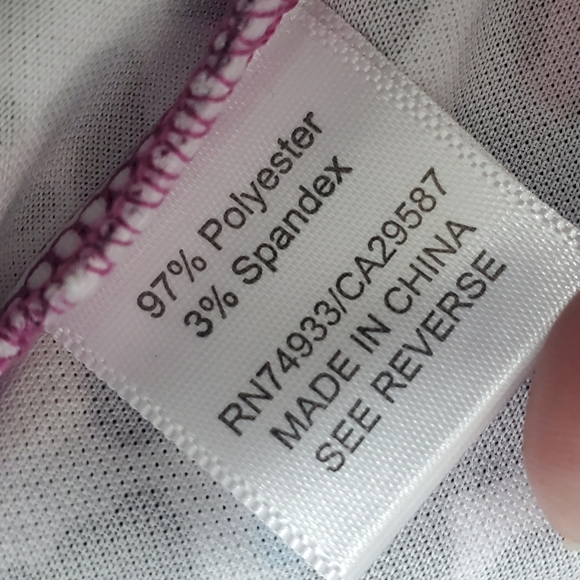 97% Polyester
3% Spandex
RN74933/CA29587
MADE IN CHINA
SEE REVERSE